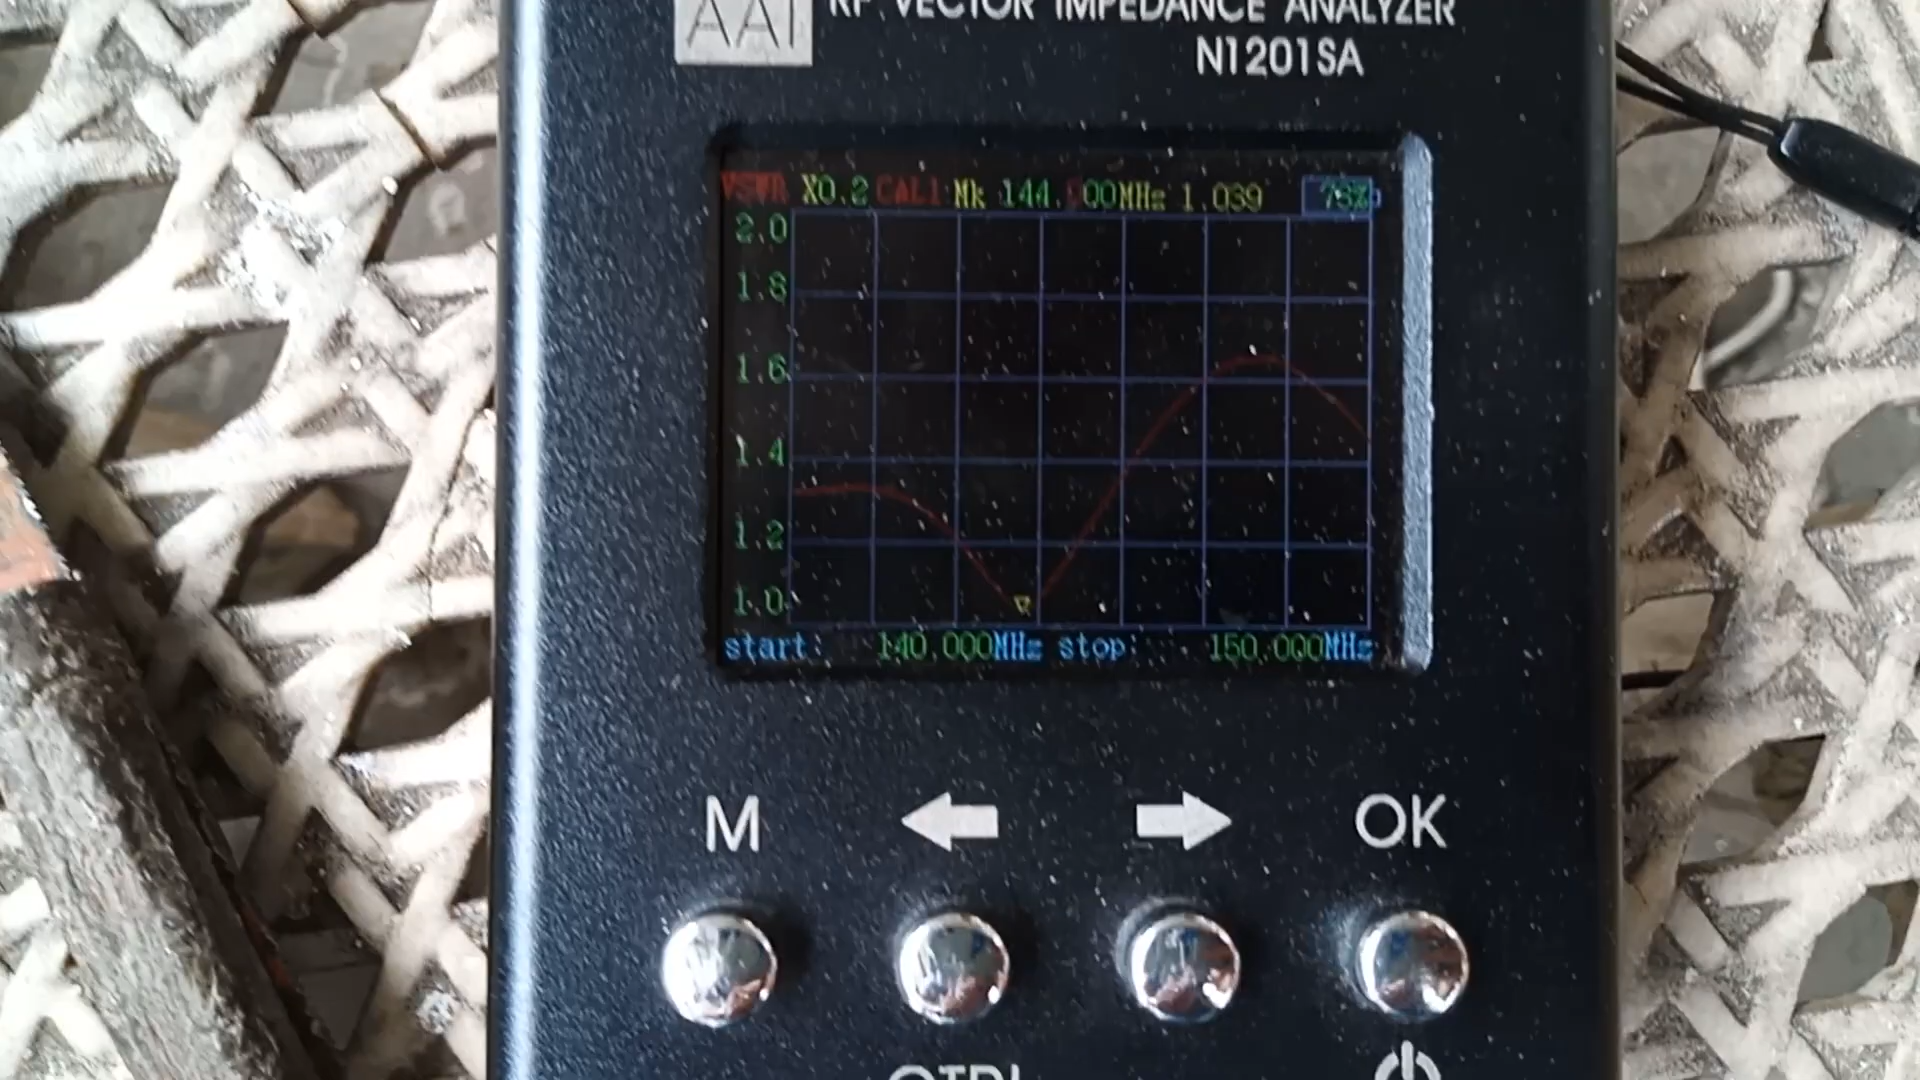 AAI RF VECTOR IMPEDANCE ANALYZER
N1201SA
VSWR X0.2 CAL1 Mk 144. 00MHz 1.039
2.0
1.8
1.6
1.4
1.2
1.0
start: 140.000MHz stop: 150.000MHz
M OK